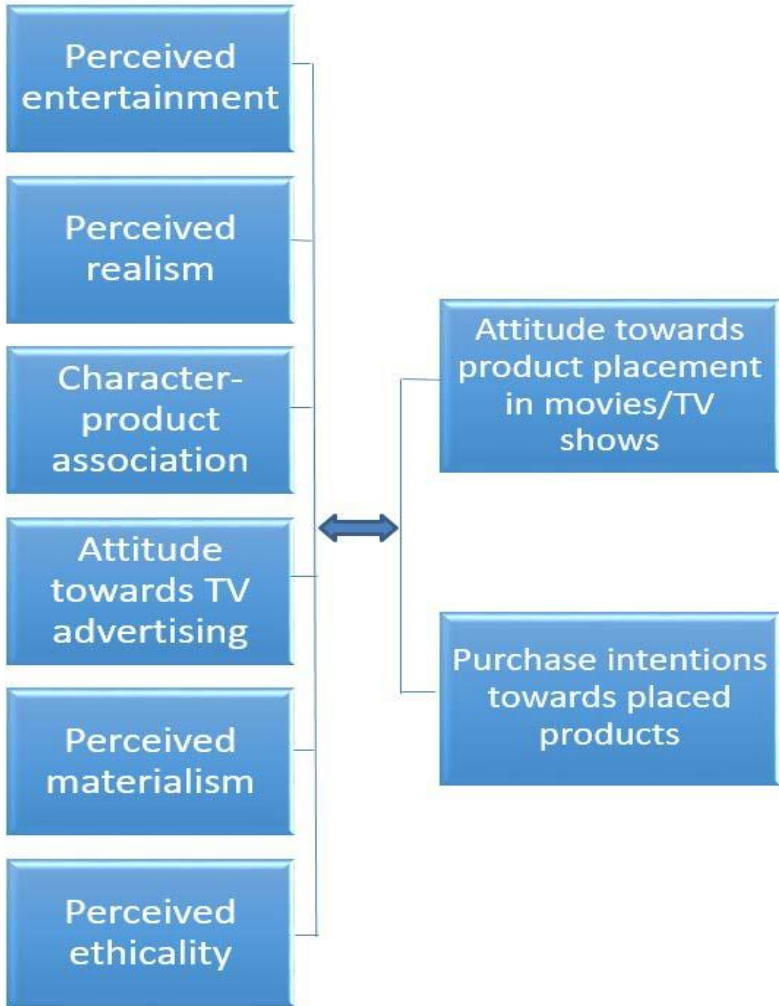 Perceived
entertainment
Perceived
realism
Character-
product
association
Attitude
towards TV
advertising
Perceived
materialism
Perceived
ethicality
Attitude towards
product placement
in movies/TV
shows
Purchase intentions
towards placed
products